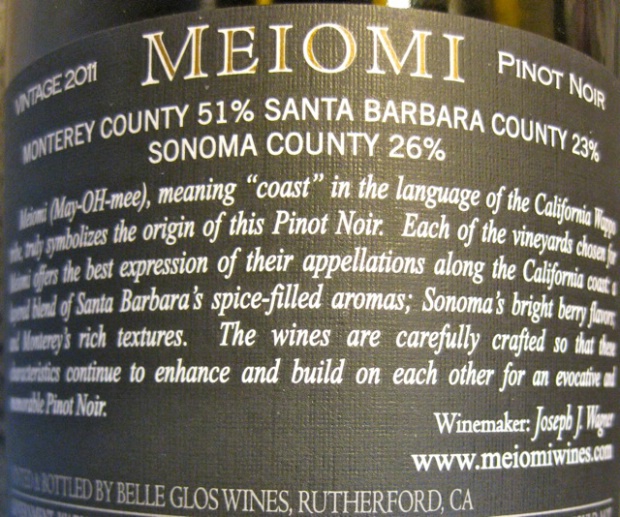 VINTAGE 2011 MEIOMI PINOT NOIR
MONTEREY COUNTY 51% SANTA BARBARA COUNTY 23%
SONOMA COUNTY 26%
Meiomi (May-OH-mee), meaning “coast” in the language of the California Wappo
tribe, truly symbolizes the origin of this Pinot Noir. Each of the vineyards chosen for
Meiomi offers the best expression of their appellations along the California coast: a
blend of Santa Barbara’s spice-filled aromas; Sonoma’s bright berry flavors;
and Monterey’s rich textures. The wines are carefully crafted so that these
characteristics continue to enhance and build on each other for an evocative and
memorable Pinot Noir.
Winemaker: Joseph J. Wagner
www.meiomiwines.com
& BOTTLED BY BELLE GLOS WINES, RUTHERFORD, CA